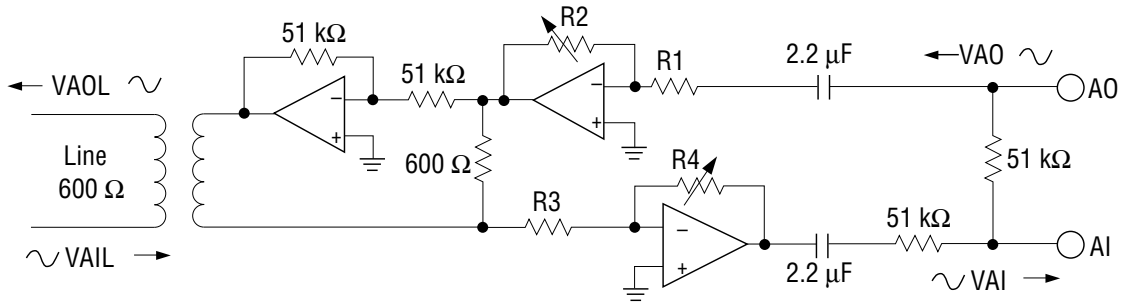 51 kΩ
R2
VAOL
51 kΩ
R1
2.2 μF
VAO
AO
−
+
−
+
Line
600 Ω
600 Ω
R4
51 kΩ
R3
−
+
51 kΩ
2.2 μF
AI
VAIL
VAI